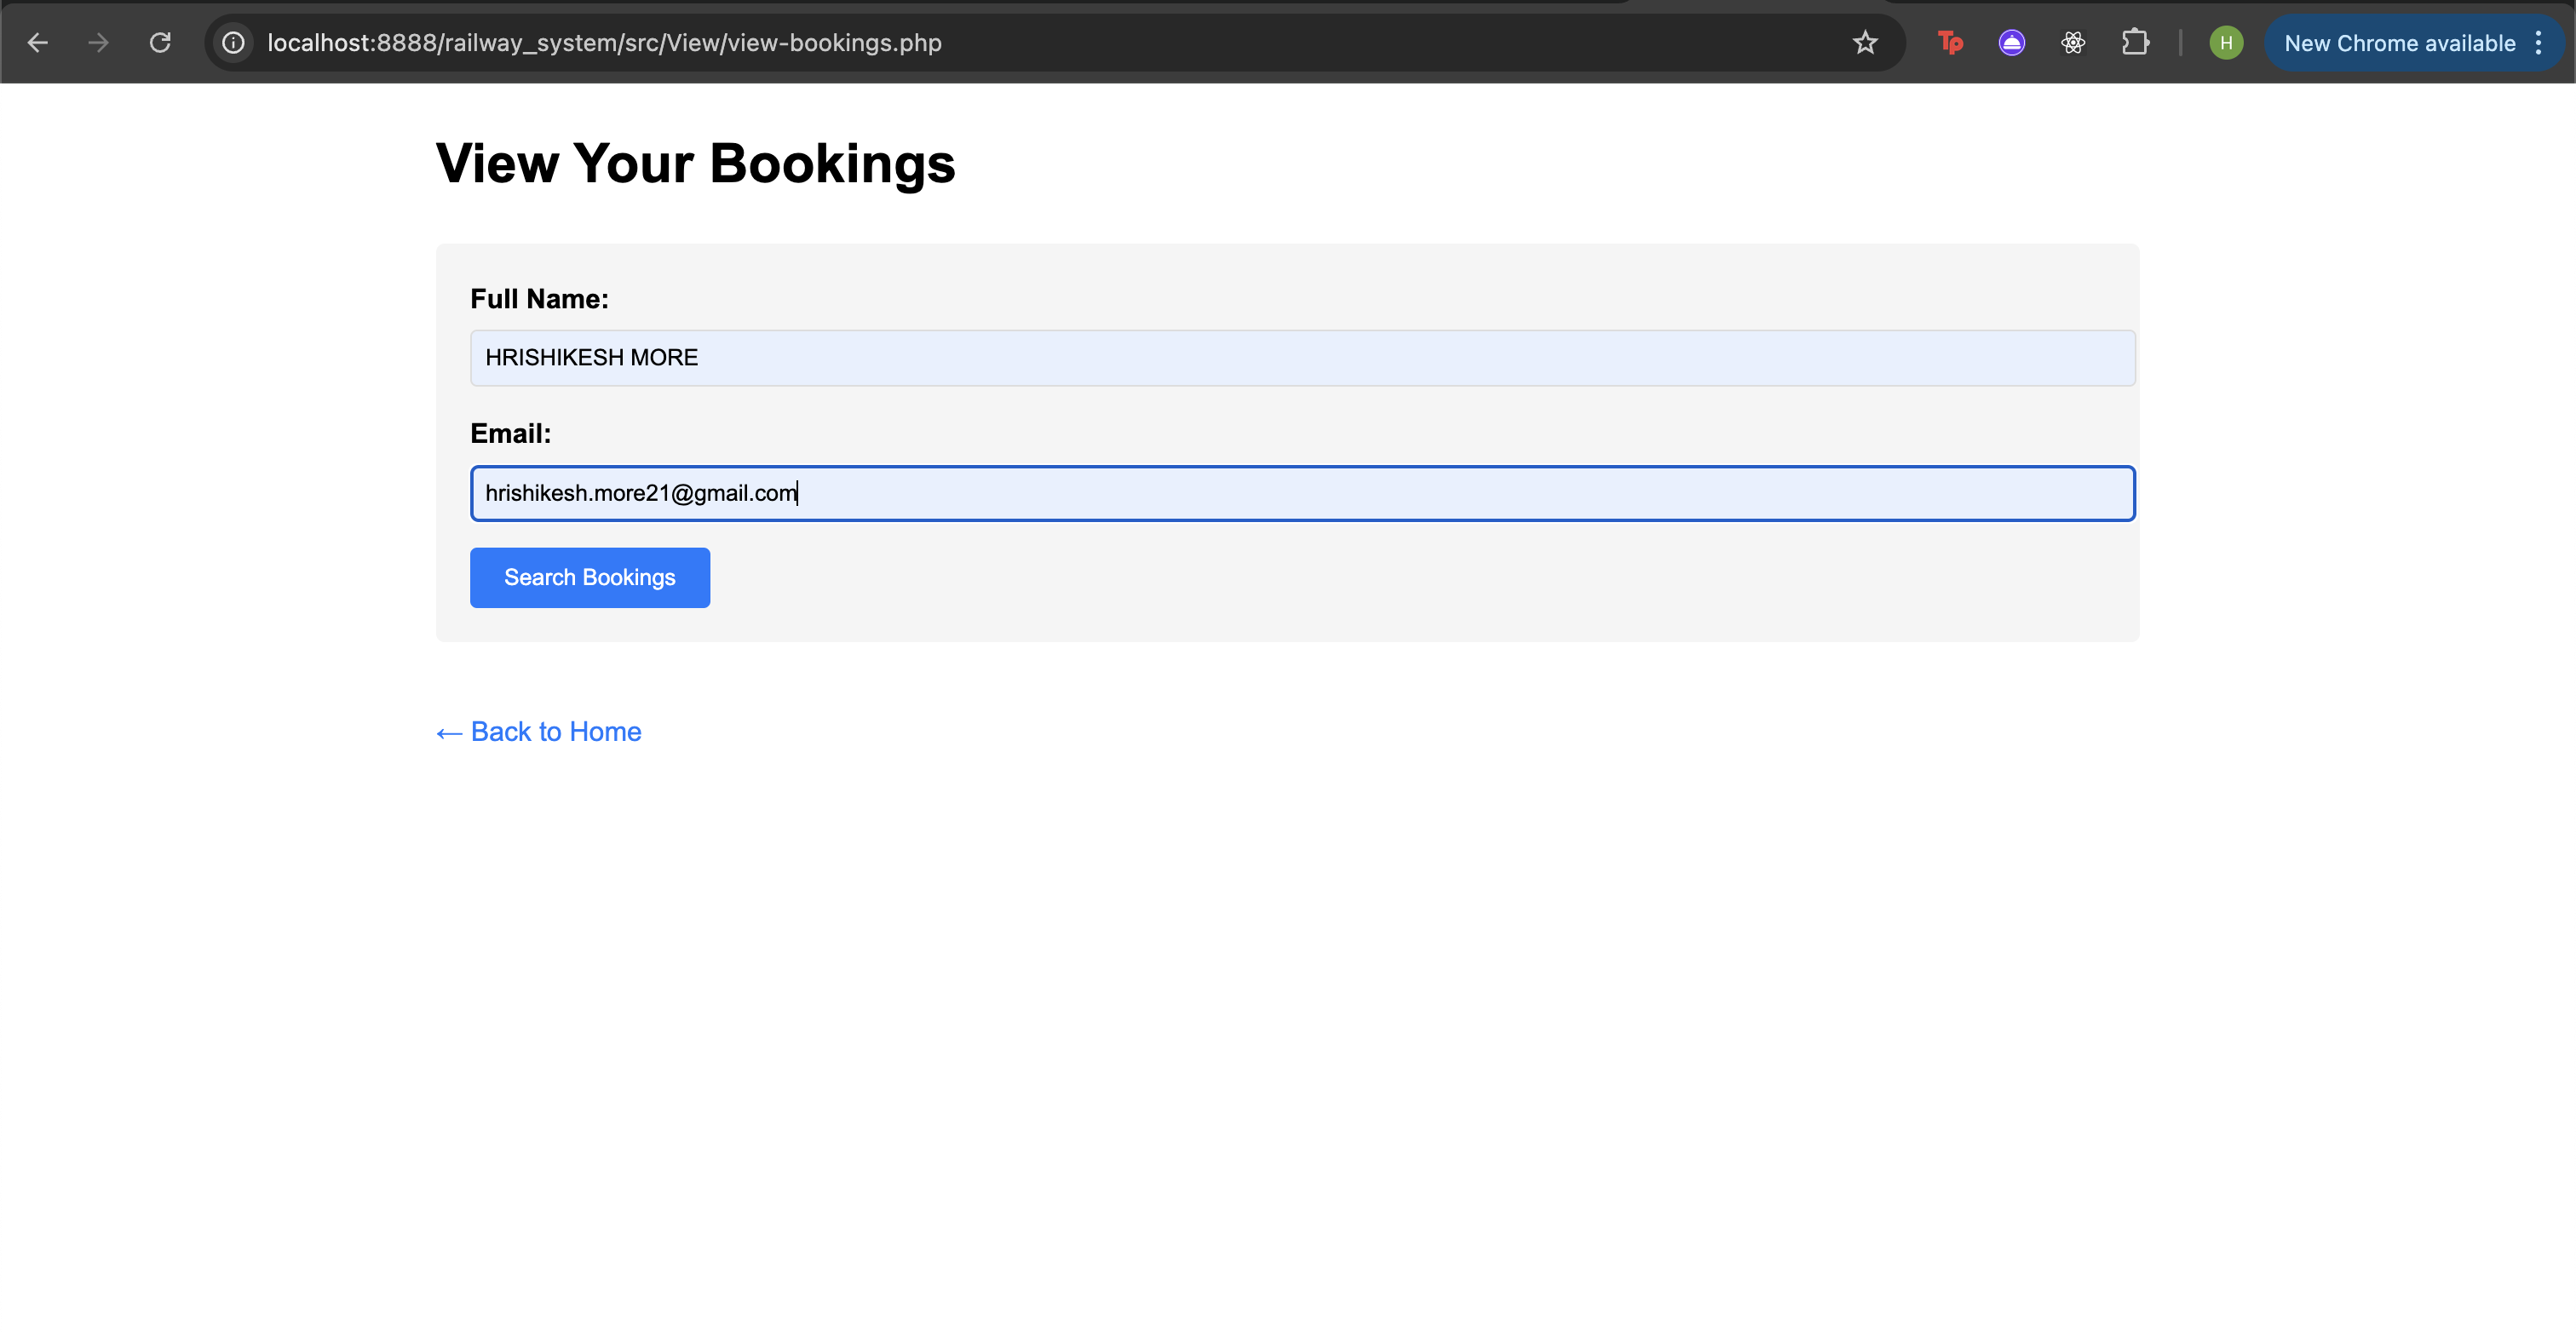 localhost:8888/railway_system/src/View/view-bookings.php
Tp
H
New Chrome available
View Your Bookings
Full Name:
HRISHIKESH MORE
Email:
hrishikesh.more21@gmail.com
Search Bookings
← Back to Home